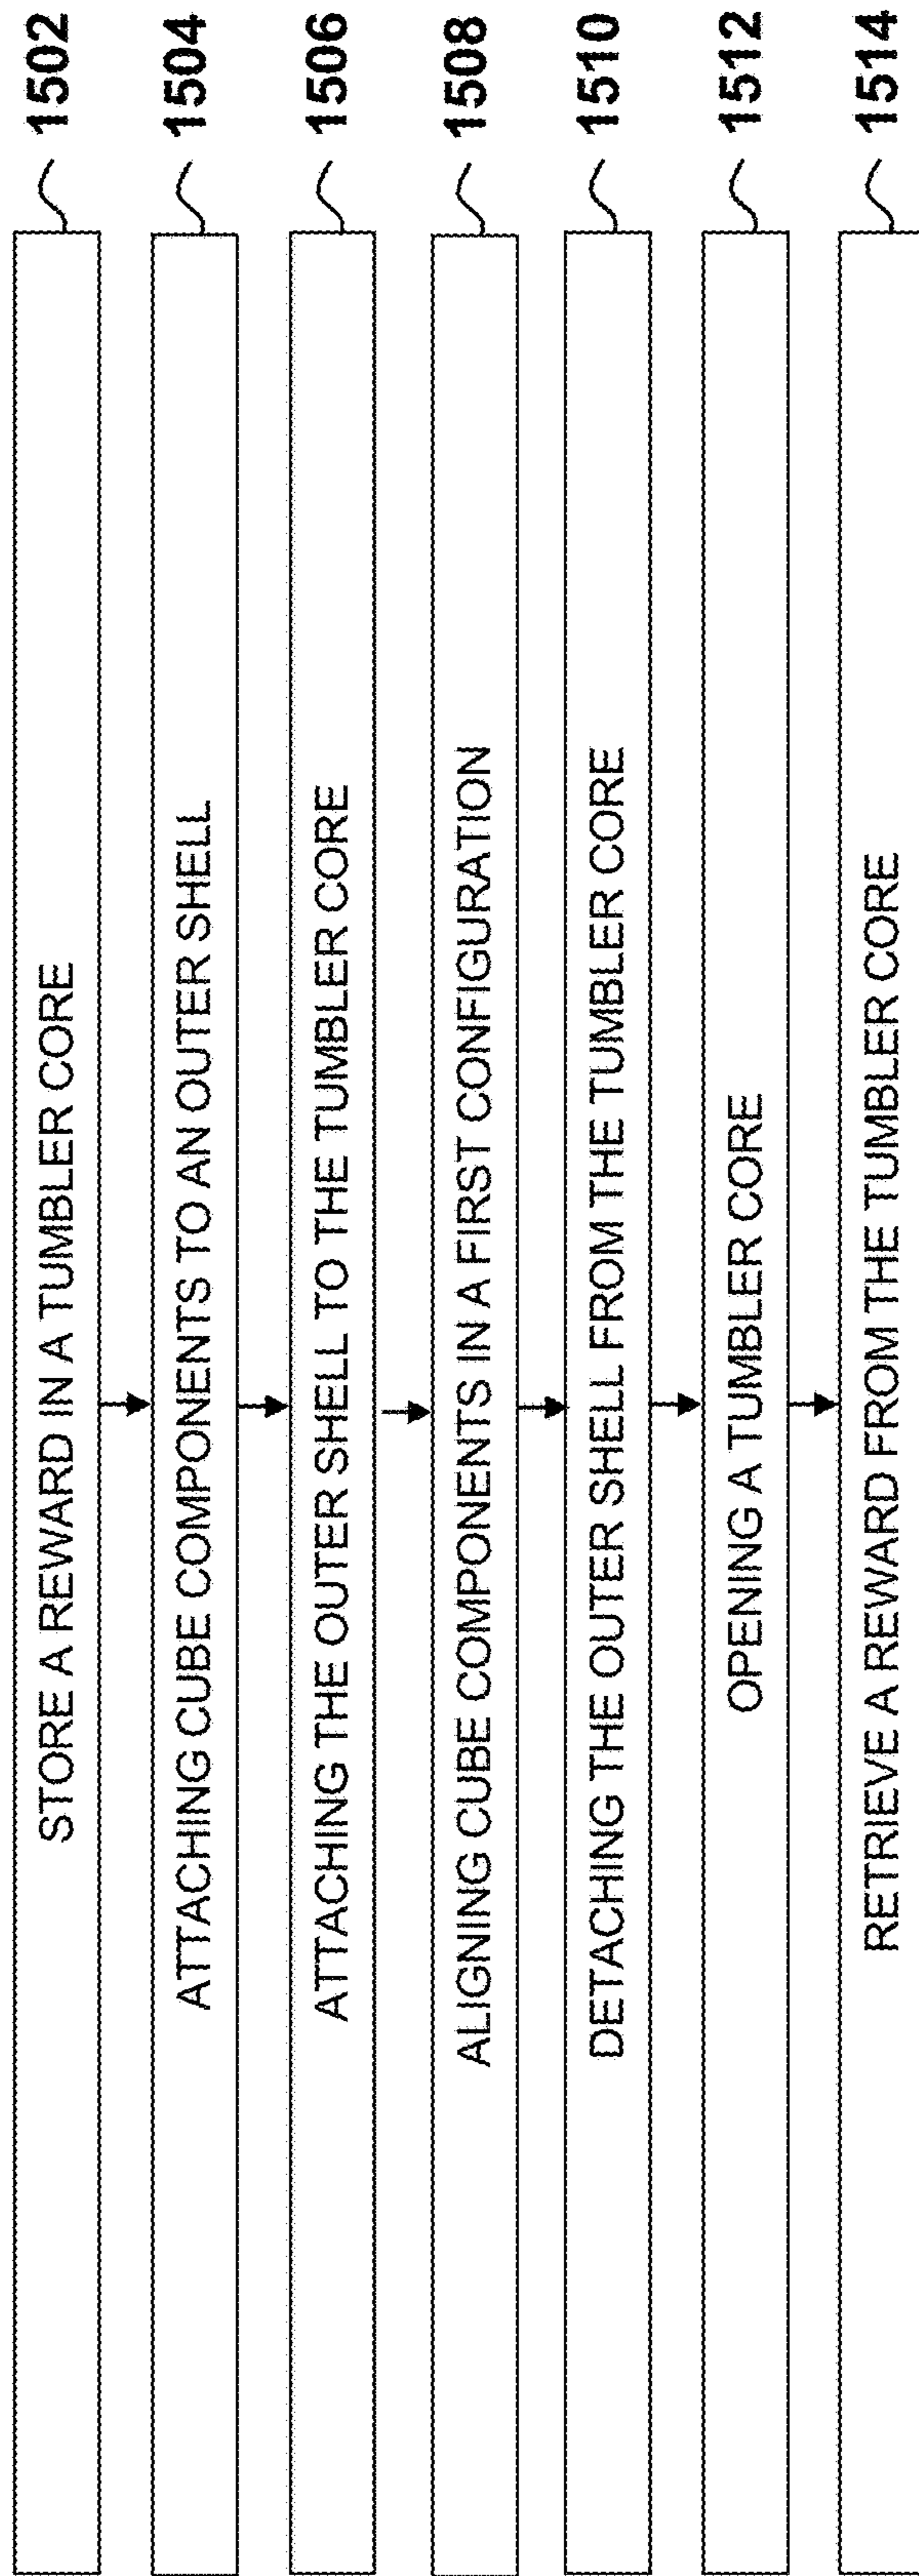 STORE A REWARD IN A TUMBLER CORE 1502
ATTACHING CUBE COMPONENTS TO AN OUTER SHELL 1504
ATTACHING THE OUTER SHELL TO THE TUMBLER CORE 1506
ALIGNING CUBE COMPONENTS IN A FIRST CONFIGURATION 1508
DETACHING THE OUTER SHELL FROM THE TUMBLER CORE 1510
OPENING A TUMBLER CORE 1512
RETRIEVE A REWARD FROM THE TUMBLER CORE 1514